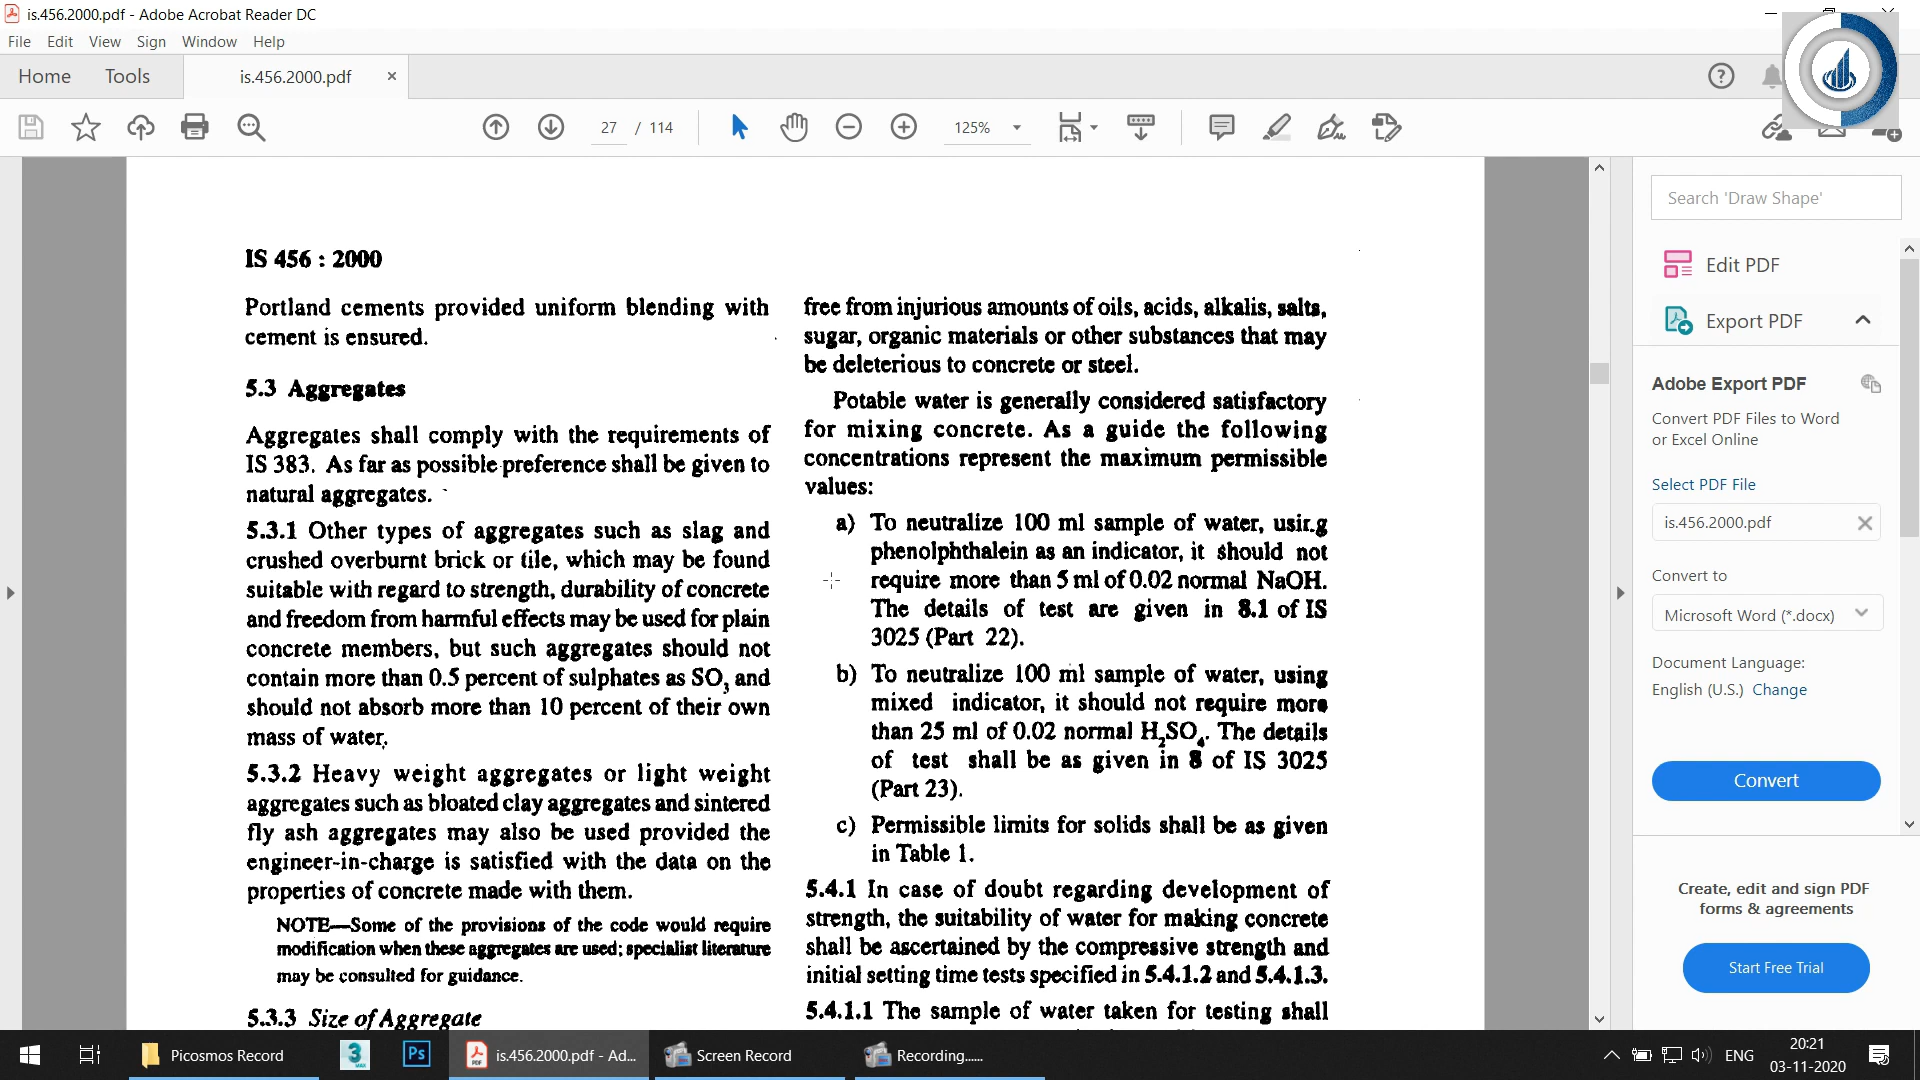 is.456.2000.pdf - Adobe Acrobat Reader DC
File Edit View Sign Window Help
Home Tools is.456.2000.pdf ×
27 / 114 125%
IS 456 : 2000
Portland cements provided uniform blending with
cement is ensured.
5.3 Aggregates
Aggregates shall comply with the requirements of
IS 383. As far as possible preference shall be given to
natural aggregates.
5.3.1 Other types of aggregates such as slag and
crushed overburnt brick or tile, which may be found
suitable with regard to strength, durability of concrete
and freedom from harmful effects may be used for plain
concrete members, but such aggregates should not
contain more than 0.5 percent of sulphates as SO₃ and
should not absorb more than 10 percent of their own
mass of water.
5.3.2 Heavy weight aggregates or light weight
aggregates such as bloated clay aggregates and sintered
fly ash aggregates may also be used provided the
engineer-in-charge is satisfied with the data on the
properties of concrete made with them.
NOTE—Some of the provisions of the code would require
modification when these aggregates are used; specialist literature
may be consulted for guidance.
5.3.3 Size of Aggregate
free from injurious amounts of oils, acids, alkalis, salts,
sugar, organic materials or other substances that may
be deleterious to concrete or steel.
Potable water is generally considered satisfactory
for mixing concrete. As a guide the following
concentrations represent the maximum permissible
values:
a) To neutralize 100 ml sample of water, using
phenolphthalein as an indicator, it should not
require more than 5 ml of 0.02 normal NaOH.
The details of test are given in 8.1 of IS
3025 (Part 22).
b) To neutralize 100 ml sample of water, using
mixed indicator, it should not require more
than 25 ml of 0.02 normal H₂SO₄. The details
of test shall be as given in 8 of IS 3025
(Part 23).
c) Permissible limits for solids shall be as given
in Table 1.
5.4.1 In case of doubt regarding development of
strength, the suitability of water for making concrete
shall be ascertained by the compressive strength and
initial setting time tests specified in 5.4.1.2 and 5.4.1.3.
5.4.1.1 The sample of water taken for testing shall
Search 'Draw Shape'
Edit PDF
Export PDF
Adobe Export PDF
Convert PDF Files to Word
or Excel Online
Select PDF File
is.456.2000.pdf
Convert to
Microsoft Word (*.docx)
Document Language:
English (U.S.) Change
Convert
Create, edit and sign PDF
forms & agreements
Start Free Trial
Picosmos Record
3
Ps
is.456.2000.pdf - Ad...
Screen Record
Recording......
ENG
20:21
03-11-2020